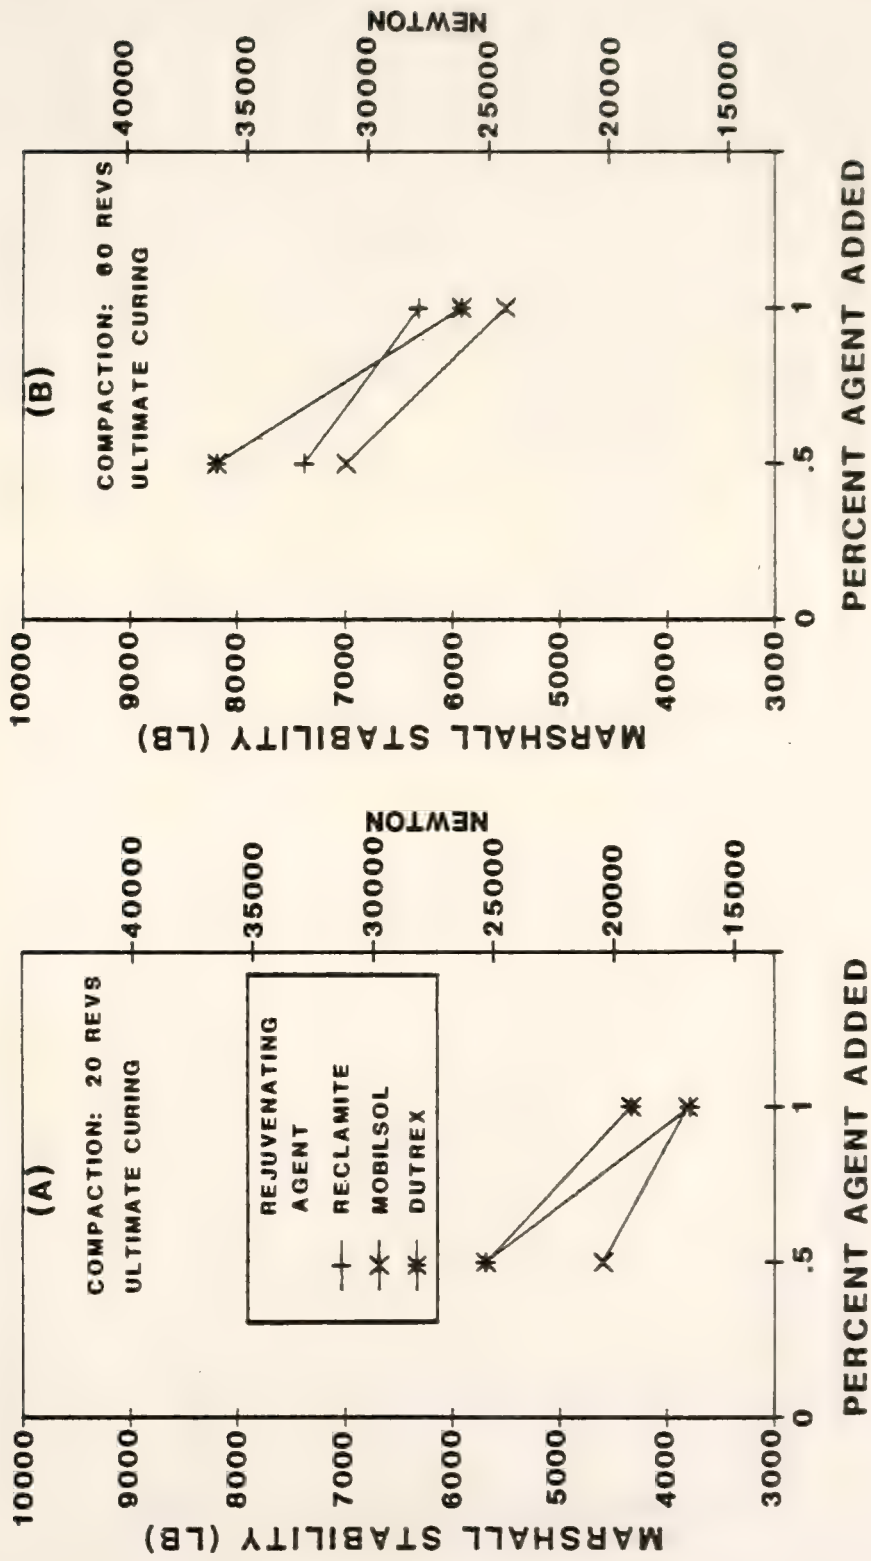 (A)
COMPACTION: 20 REVS
ULTIMATE CURING
REJUVENATING
AGENT
RECLAMITE
MOBILSOL
DUTREX
MARSHALL STABILITY (LB)
10000
9000
8000
7000
6000
5000
4000
3000
NEWTON
40000
35000
30000
25000
20000
15000
0
.5
1
PERCENT AGENT ADDED
(B)
COMPACTION: 60 REVS
ULTIMATE CURING
MARSHALL STABILITY (LB)
10000
9000
8000
7000
6000
5000
4000
3000
NEWTON
40000
35000
30000
25000
20000
15000
0
.5
1
PERCENT AGENT ADDED